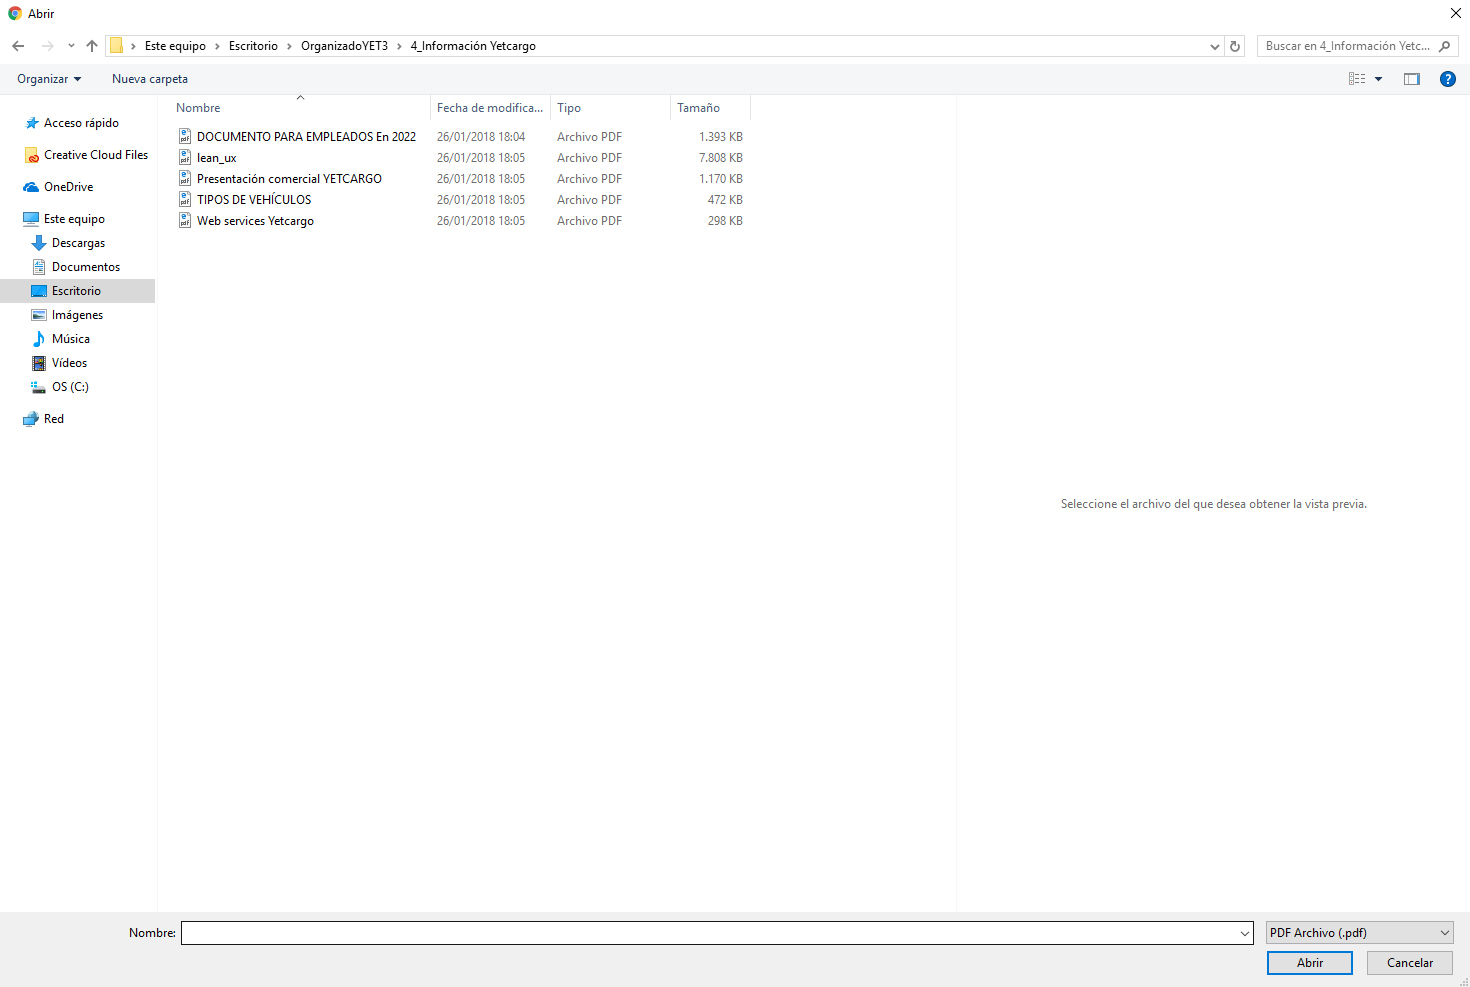 Abrir
Este equipo > Escritorio > OrganizadoYET3 > 4_Información Yetcargo
Buscar en 4_Información Yetc...
Organizar
Nueva carpeta
Nombre Fecha de modifica... Tipo Tamaño
DOCUMENTO PARA EMPLEADOS En 2022 26/01/2018 18:04 Archivo PDF 1.393 KB
lean_ux 26/01/2018 18:05 Archivo PDF 7.808 KB
Presentación comercial YETCARGO 26/01/2018 18:05 Archivo PDF 1.170 KB
TIPOS DE VEHÍCULOS 26/01/2018 18:05 Archivo PDF 472 KB
Web services Yetcargo 26/01/2018 18:05 Archivo PDF 298 KB
Acceso rápido
Creative Cloud Files
OneDrive
Este equipo
Descargas
Documentos
Escritorio
Imágenes
Música
Vídeos
OS (C:)
Red
Seleccione el archivo del que desea obtener la vista previa.
Nombre:
PDF Archivo (.pdf)
Abrir
Cancelar